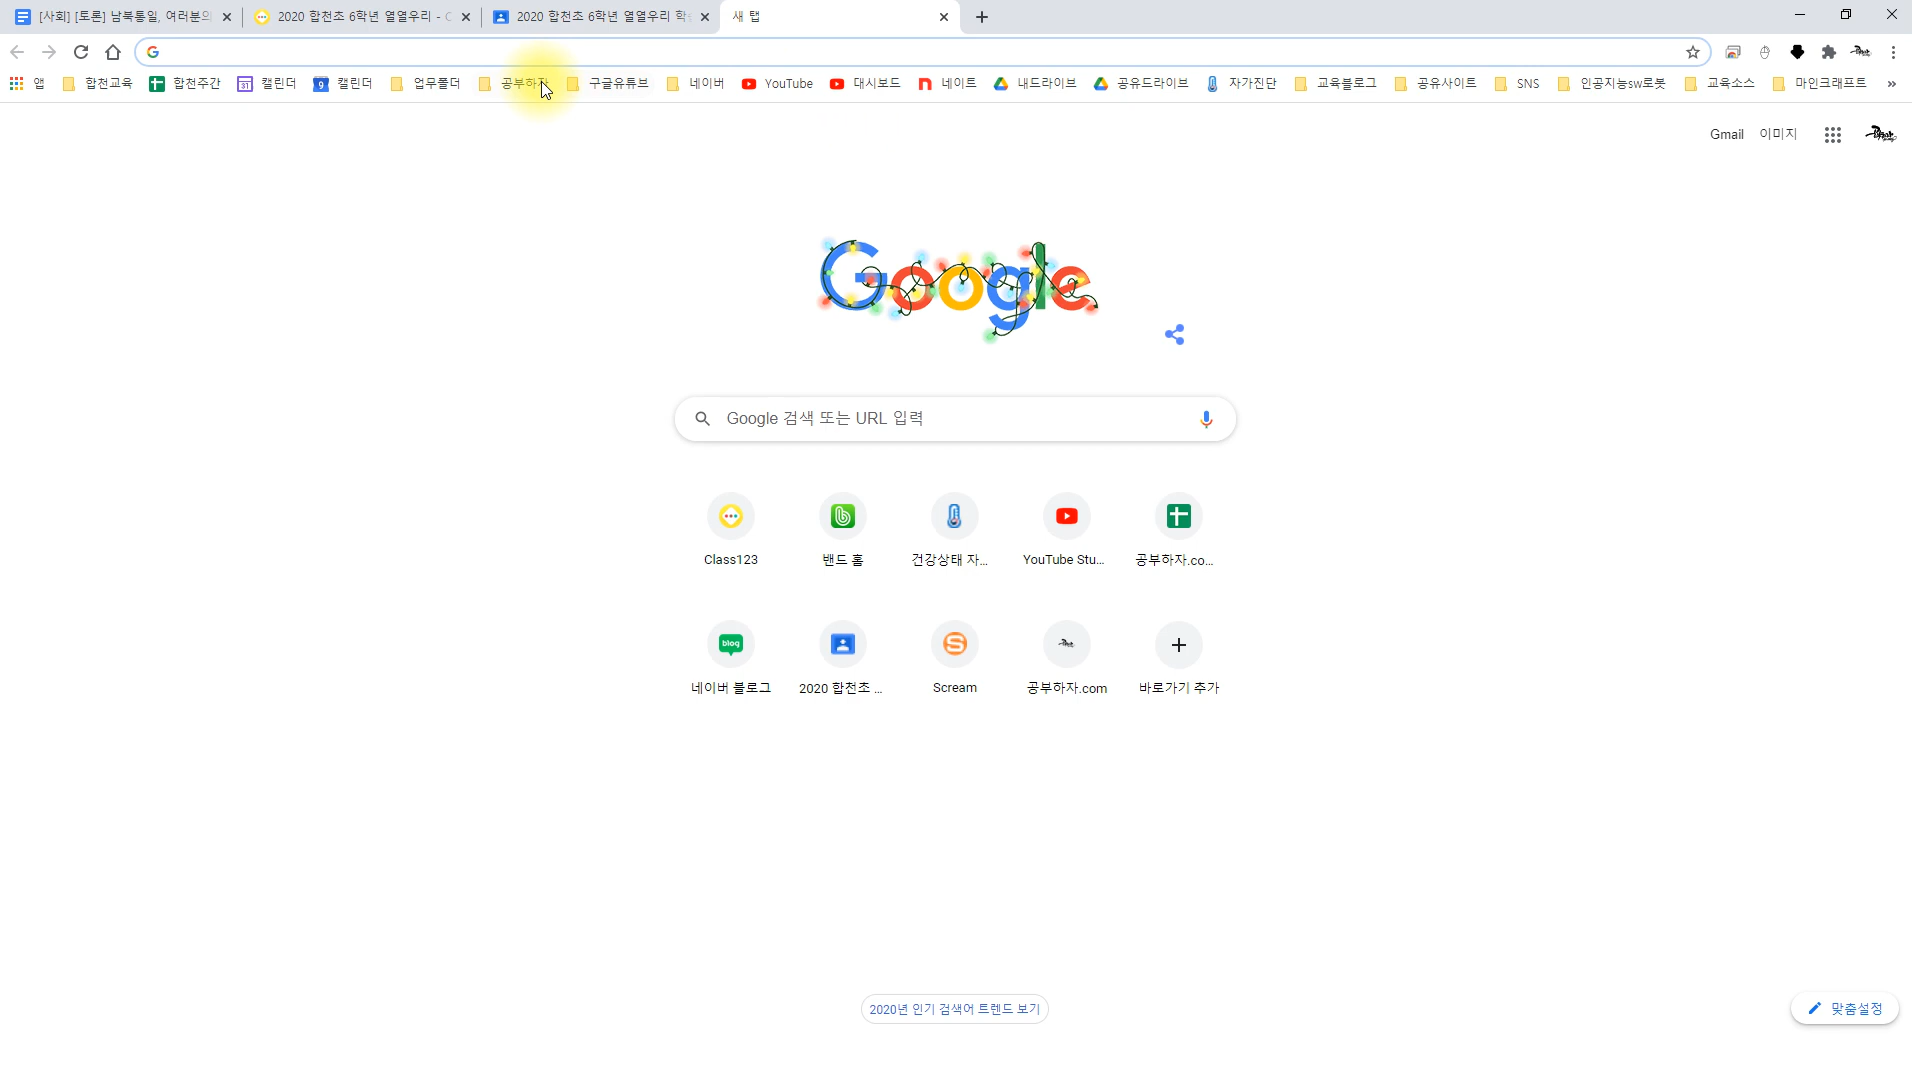 [사회] [토론] 남북통일, 여러분의
2020 합천초 6학년 열열우리 - C
2020 합천초 6학년 열열우리 학
새 탭
앱
합천교육
합천주간
캘린더
캘린더
업무폴더
공부하자
구글유튜브
네이버
YouTube
대시보드
네이트
내드라이브
공유드라이브
자가진단
교육블로그
공유사이트
SNS
인공지능sw로봇
교육소스
마인크래프트
Gmail
이미지
Google
Google 검색 또는 URL 입력
Class123
밴드 홈
건강상태 자...
YouTube Stu...
공부하자.co...
blog
네이버 블로그
2020 합천초 ...
Scream
공부하자.com
바로가기 추가
2020년 인기 검색어 트렌드 보기
맞춤설정